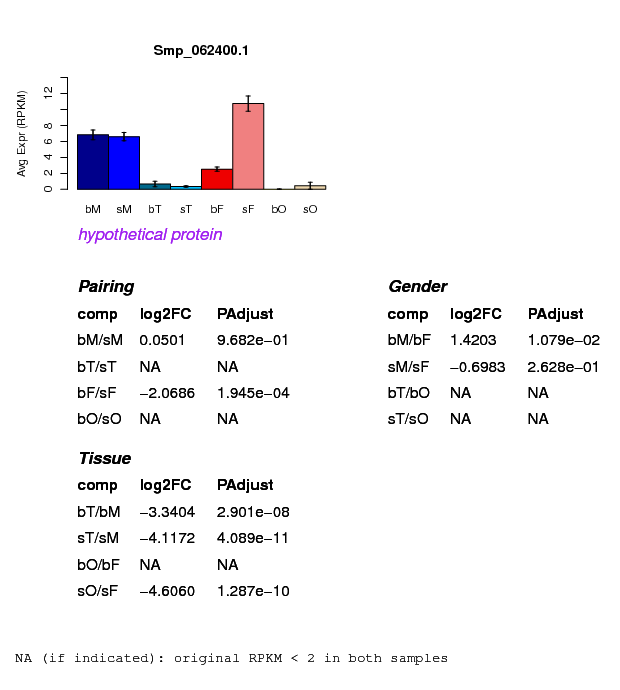 Smp_062400.1
Avg Expr (RPKM)
12
8
6
4
2
0
bM sM bT sT bF sF bO sO
hypothetical protein
Pairing
comp log2FC PAdjust
bM/sM 0.0501 9.682e−01
bT/sT NA NA
bF/sF −2.0686 1.945e−04
bO/sO NA NA
Gender
comp log2FC PAdjust
bM/bF 1.4203 1.079e−02
sM/sF −0.6983 2.628e−01
bT/bO NA NA
sT/sO NA NA
Tissue
comp log2FC PAdjust
bT/bM −3.3404 2.901e−08
sT/sM −4.1172 4.089e−11
bO/bF NA NA
sO/sF −4.6060 1.287e−10
NA (if indicated): original RPKM < 2 in both samples